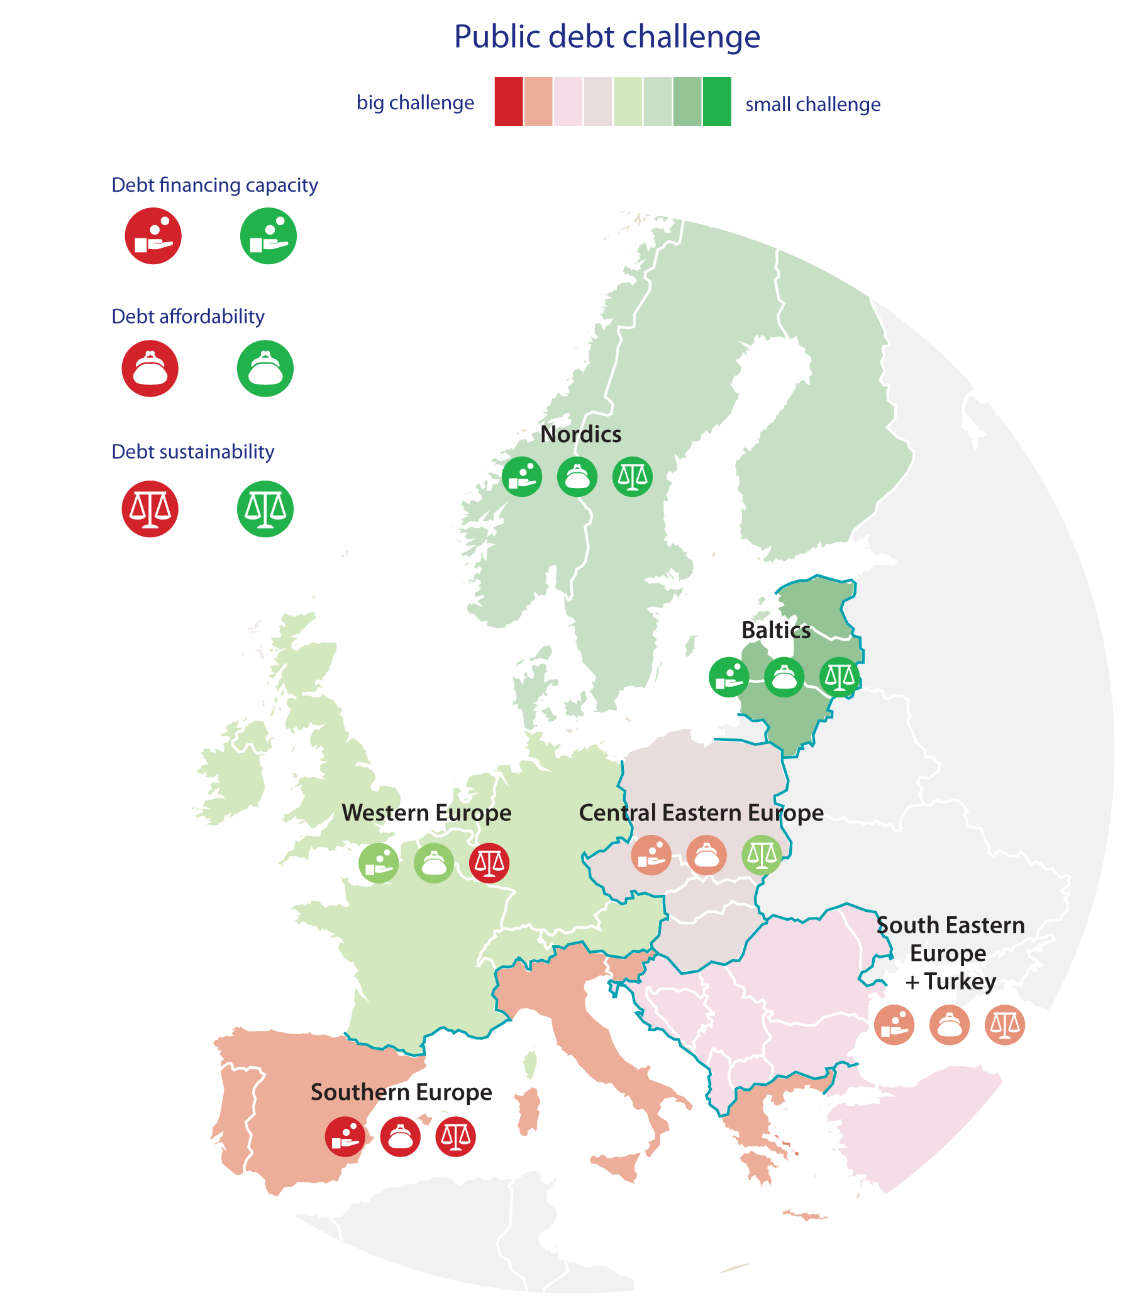 Public debt challenge
big challenge
small challenge
Debt financing capacity
Debt affordability
Debt sustainability
Nordics
Baltics
Western Europe
Central Eastern Europe
South Eastern
Europe
+ Turkey
Southern Europe